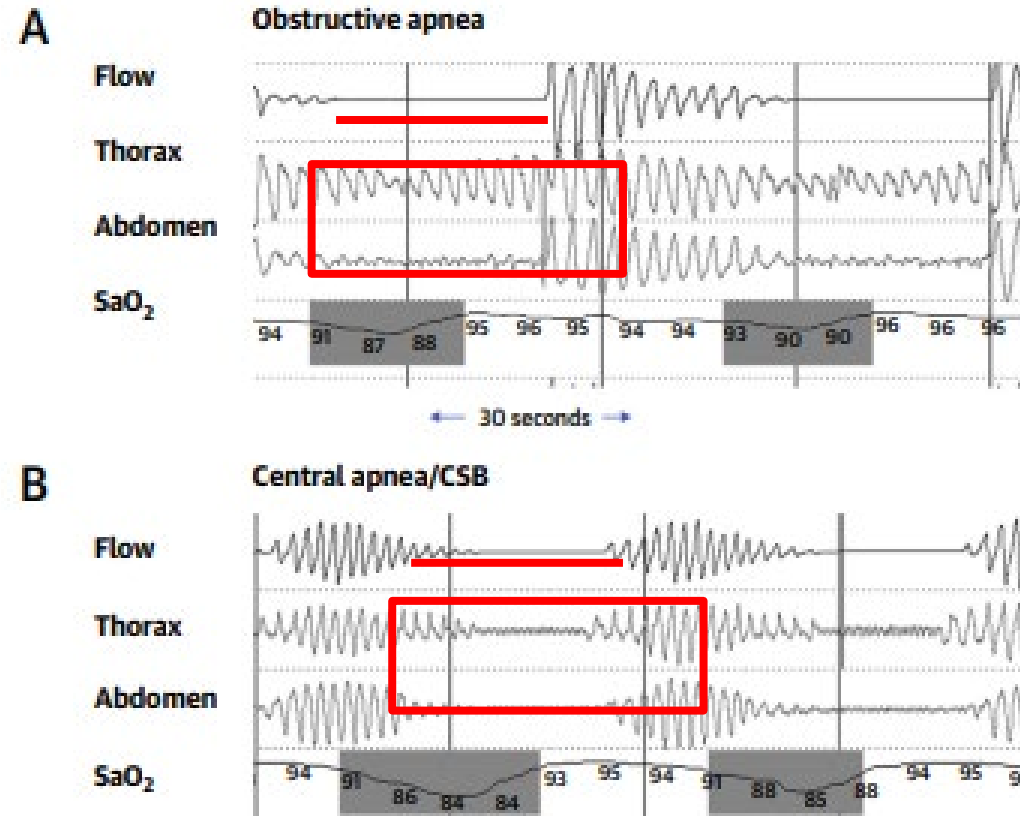 A
Obstructive apnea
Flow
Thorax
Abdomen
SaO₂
94 91 87 88 95 96 95 94 94 93 90 90 96 96 96
30 seconds
B
Central apnea/CSB
Flow
Thorax
Abdomen
SaO₂
94 91 86 84 84 93 95 94 91 88 85 88 94 95